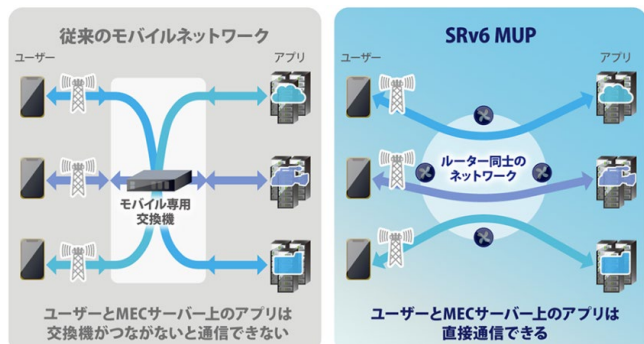 従来のモバイルネットワーク
ユーザー
アプリ
モバイル専用
交換機
ユーザーとMECサーバー上のアプリは
交換機がつながないと通信できない
SRv6 MUP
ユーザー
アプリ
ルーター同士の
ネットワーク
ユーザーとMECサーバー上のアプリは
直接通信できる